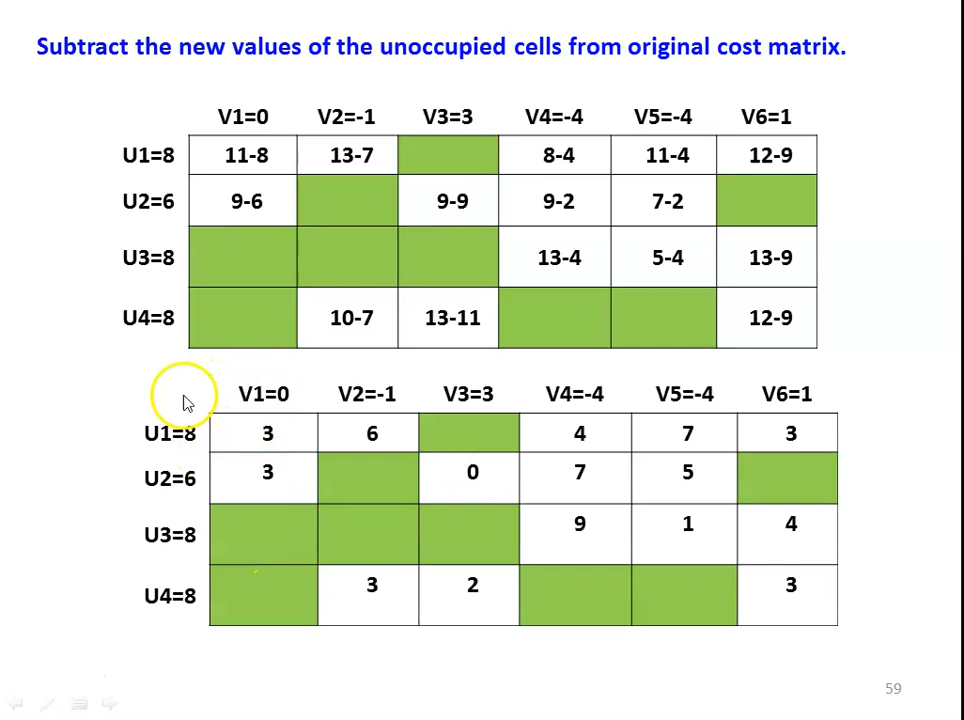 Subtract the new values of the unoccupied cells from original cost matrix.
V1=0 V2=-1 V3=3 V4=-4 V5=-4 V6=1
U1=8 11-8 13-7 8-4 11-4 12-9
U2=6 9-6 9-9 9-2 7-2
U3=8 13-4 5-4 13-9
U4=8 10-7 13-11 12-9
V1=0 V2=-1 V3=3 V4=-4 V5=-4 V6=1
U1=8 3 6 4 7 3
U2=6 3 0 7 5
U3=8 9 1 4
U4=8 3 2 3
59